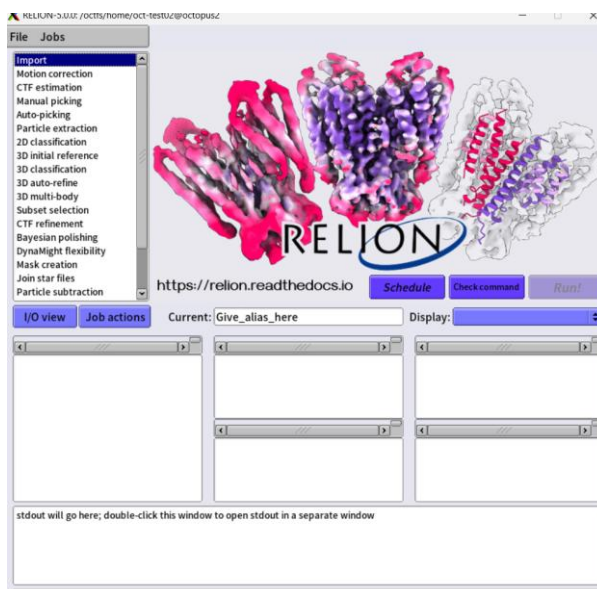 RELION-5.0.0: /octfs/home/oct-test02@octopus2
File Jobs
Import
Motion correction
CTF estimation
Manual picking
Auto-picking
Particle extraction
2D classification
3D initial reference
3D classification
3D auto-refine
3D multi-body
Subset selection
CTF refinement
Bayesian polishing
DynaMight flexibility
Mask creation
Join star files
Particle subtraction
RELION
https://relion.readthedocs.io
Schedule
Check command
Run!
I/O view
Job actions
Current: Give_alias_here
Display:
stdout will go here; double-click this window to open stdout in a separate window